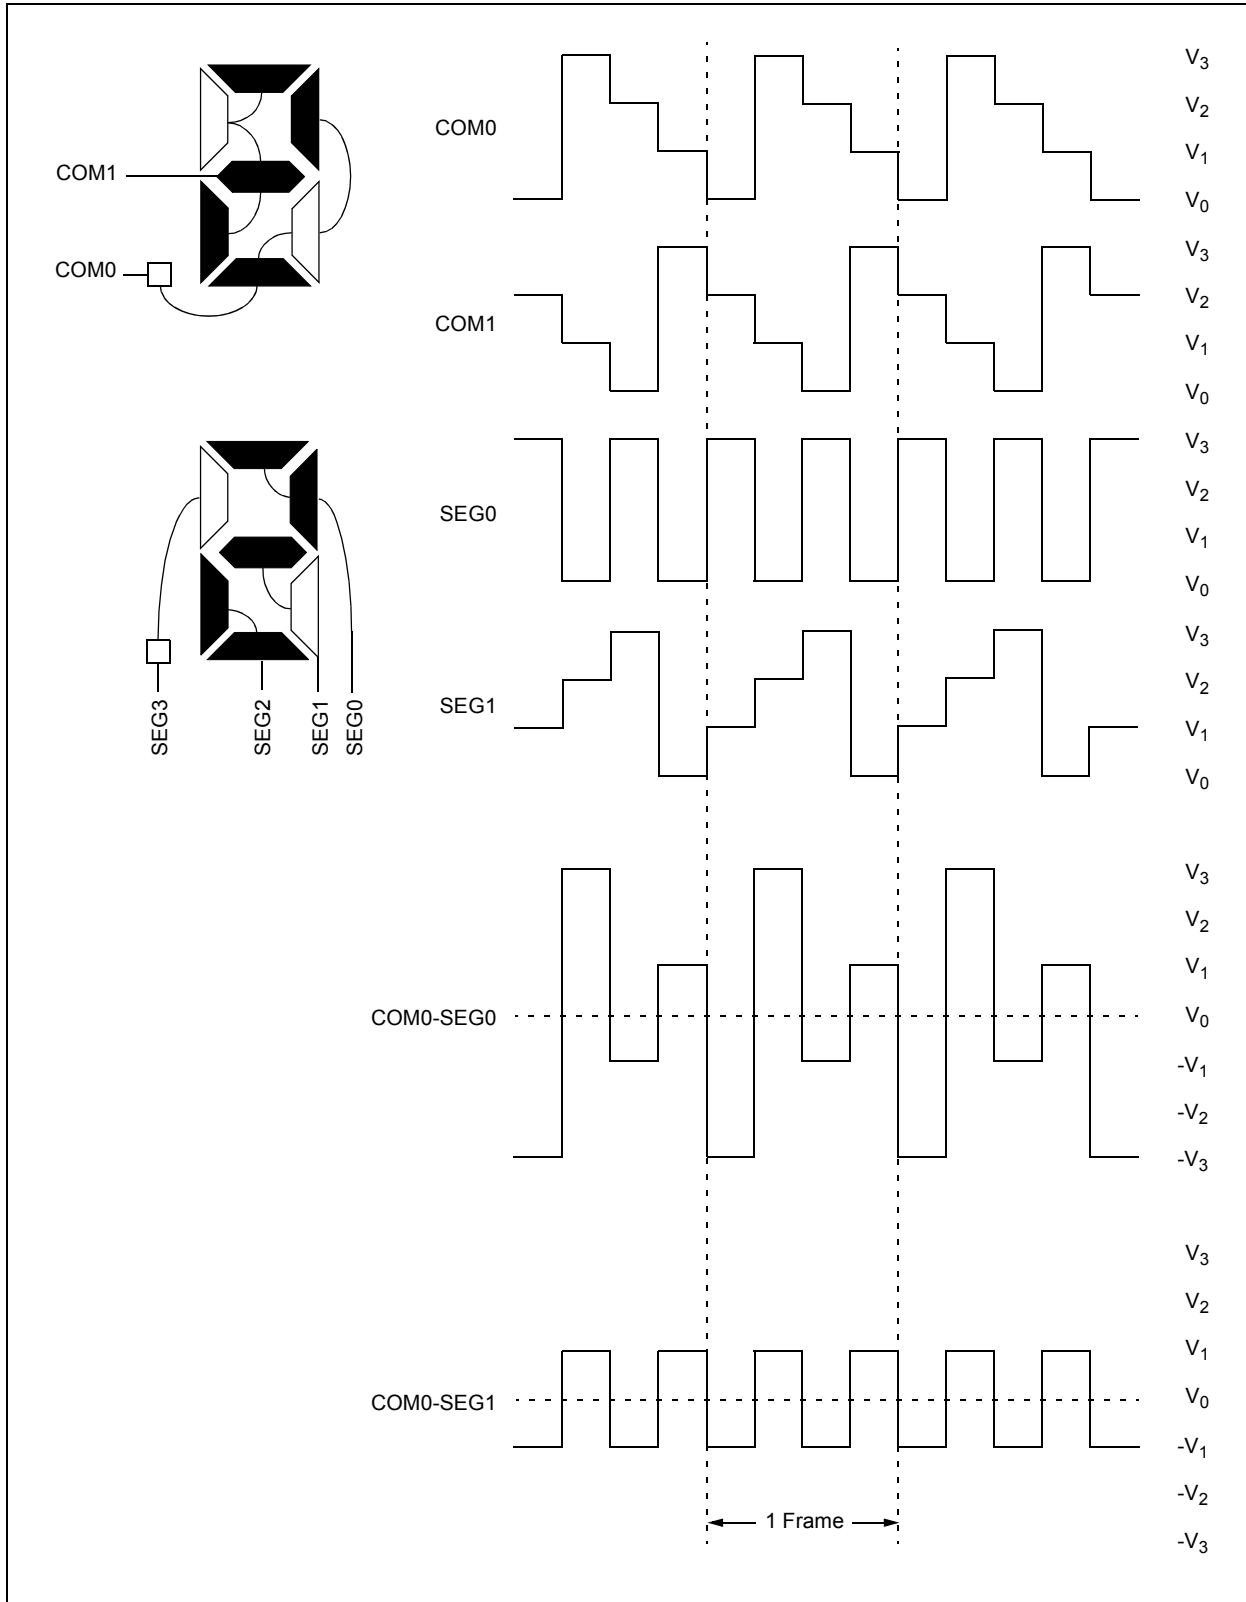 COM1
COM0
SEG3
SEG2
SEG1
SEG0
COM0
V3
V2
V1
V0
COM1
V3
V2
V1
V0
SEG0
V3
V2
V1
V0
SEG1
V3
V2
V1
V0
COM0-SEG0
V3
V2
V1
V0
-V1
-V2
-V3
COM0-SEG1
V3
V2
V1
V0
-V1
-V2
-V3
1 Frame